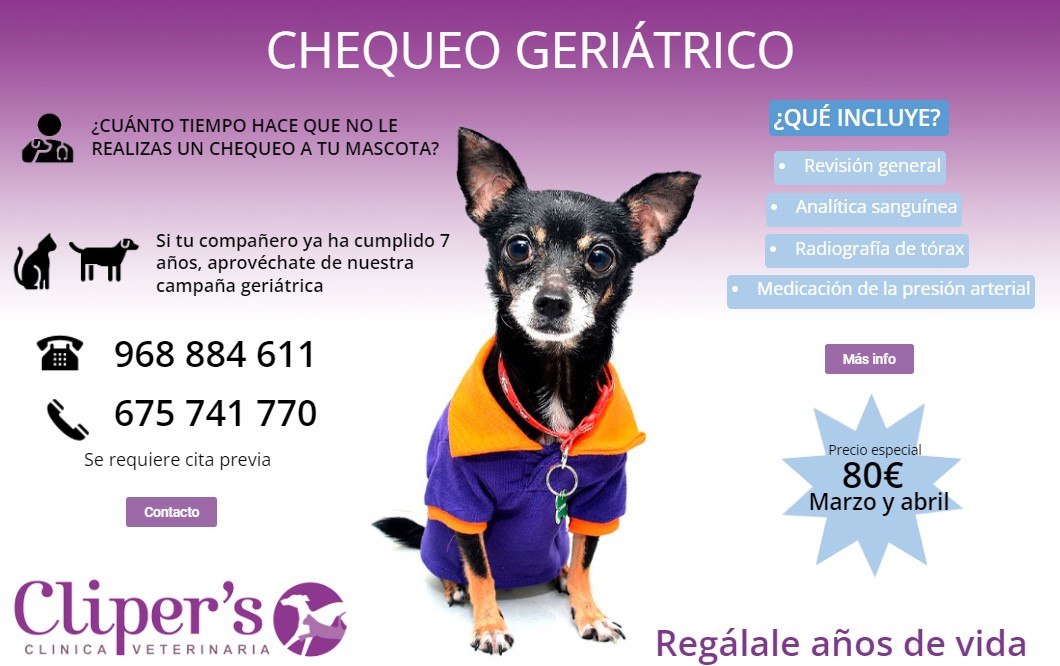 CHEQUEO GERIÁTRICO
¿CUÁNTO TIEMPO HACE QUE NO LE
REALIZAS UN CHEQUEO A TU MASCOTA?
Si tu compañero ya ha cumplido 7
años, aprovéchate de nuestra
campaña geriátrica
968 884 611
675 741 770
Se requiere cita previa
Contacto
Cliper's
CLINICA VETERINARIA
¿QUÉ INCLUYE?
• Revisión general
• Analítica sanguínea
• Radiografía de tórax
• Medicación de la presión arterial
Más info
Precio especial
80€
Marzo y abril
Regálale años de vida